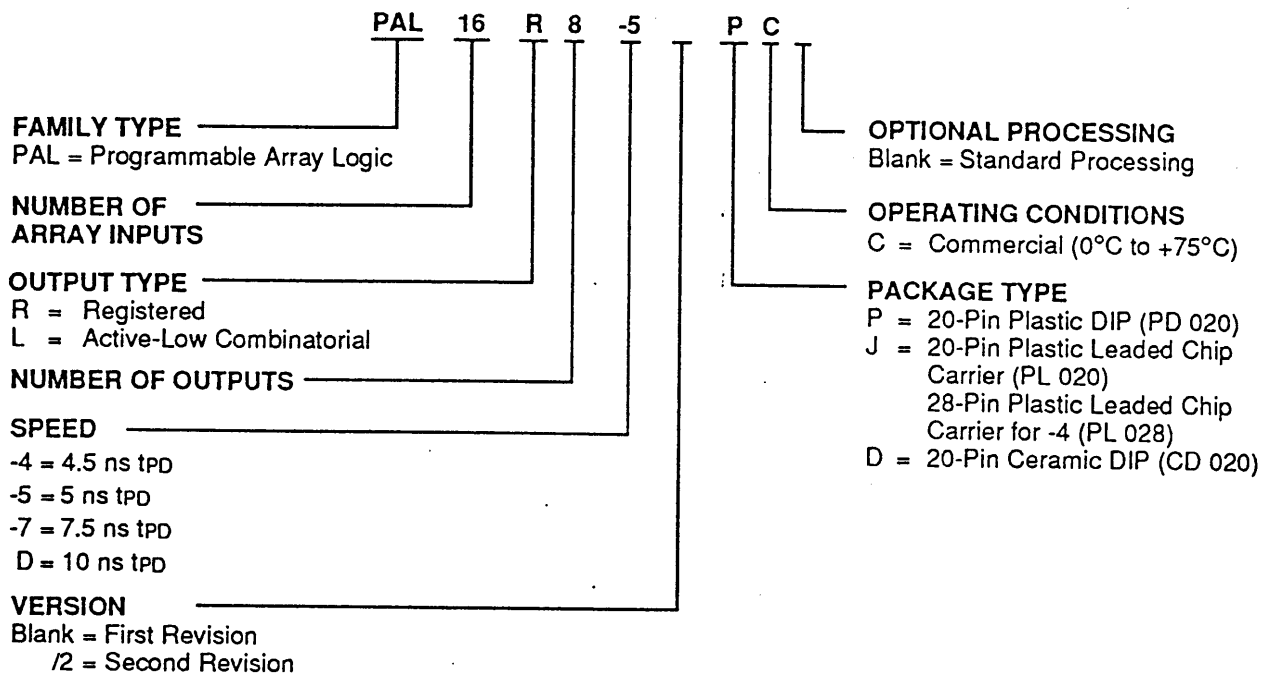 PAL 16 R 8 -5 P C
FAMILY TYPE
PAL = Programmable Array Logic
NUMBER OF
ARRAY INPUTS
OUTPUT TYPE
R = Registered
L = Active-Low Combinatorial
NUMBER OF OUTPUTS
SPEED
-4 = 4.5 ns tPD
-5 = 5 ns tPD
-7 = 7.5 ns tPD
D = 10 ns tPD
VERSION
Blank = First Revision
/2 = Second Revision
OPTIONAL PROCESSING
Blank = Standard Processing
OPERATING CONDITIONS
C = Commercial (0°C to +75°C)
PACKAGE TYPE
P = 20-Pin Plastic DIP (PD 020)
J = 20-Pin Plastic Leaded Chip
Carrier (PL 020)
28-Pin Plastic Leaded Chip
Carrier for -4 (PL 028)
D = 20-Pin Ceramic DIP (CD 020)